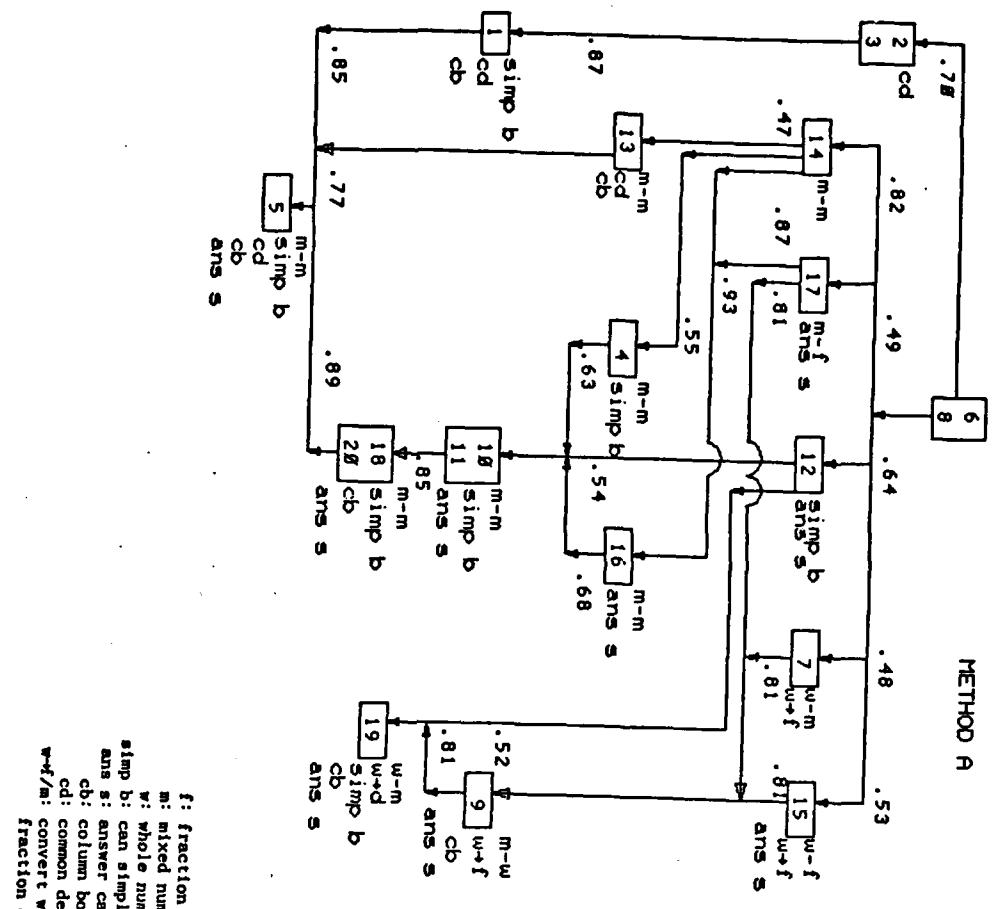 METHOD A
6
8
.70
2
3
cd
.82
.49
.64
.48
.53
14
m-m
17
m-f
ans s
12
simp b
ans s
7
w-m
w→f
15
w-f
w→f
ans s
.47
.87
.81
.93
.81
.81
.87
.55
13
m-m
cd
cb
4
m-m
simp b
16
m-m
ans s
.63
.54
.68
1
simp b
cd
cb
10
11
m-m
simp b
ans s
.52
9
m-w
w→f
cb
ans s
.85
.81
18
20
m-m
simp b
cb
ans s
19
w-m
w→d
simp b
cb
ans s
.85
.77
.89
5
m-m
simp b
cd
cb
ans s
f: fraction
m: mixed num
w: whole num
simp b: can simpl
ans s: answer ca
cb: column bo
cd: common de
w→f/m: convert w
fraction